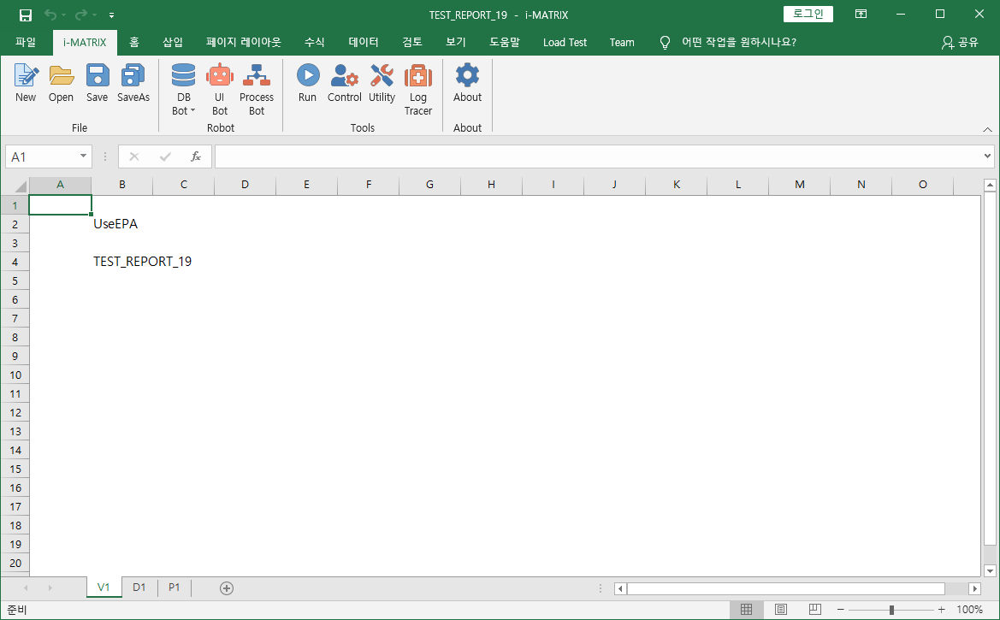 TEST_REPORT_19 - i-MATRIX
로그인
파일 i-MATRIX 홈 삽입 페이지 레이아웃 수식 데이터 검토 보기 도움말 Load Test Team 어떤 작업을 원하시나요? 공유
New Open Save SaveAs DB Bot UI Bot Process Bot Run Control Utility Log Tracer About
File Robot Tools About
A1 fx
A B C D E F G H I J K L M N O
1
2 UseEPA
3
4 TEST_REPORT_19
5
6
7
8
9
10
11
12
13
14
15
16
17
18
19
20
V1 D1 P1
준비 100%